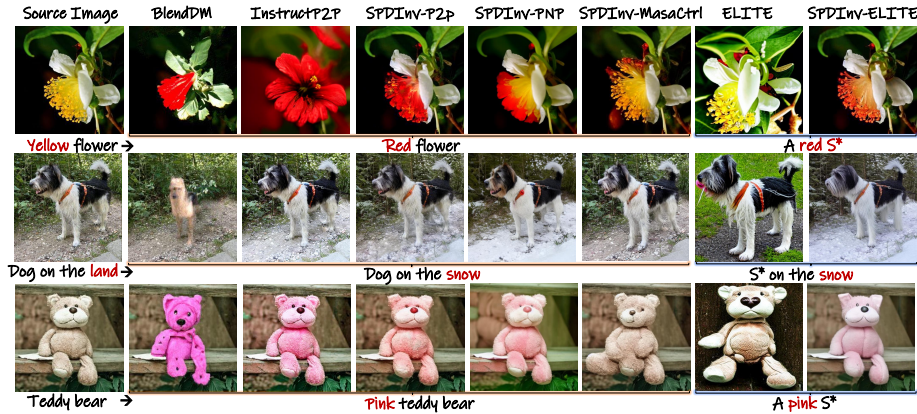 Source Image BlendDM InstructP2P SPDInv-P2p SPDInv-PNP SPDInv-MasaCtrl ELITE SPDInv-ELITE
Yellow flower → Red flower A red S*
Dog on the land → Dog on the snow S* on the snow
Teddy bear → Pink teddy bear A pink S*